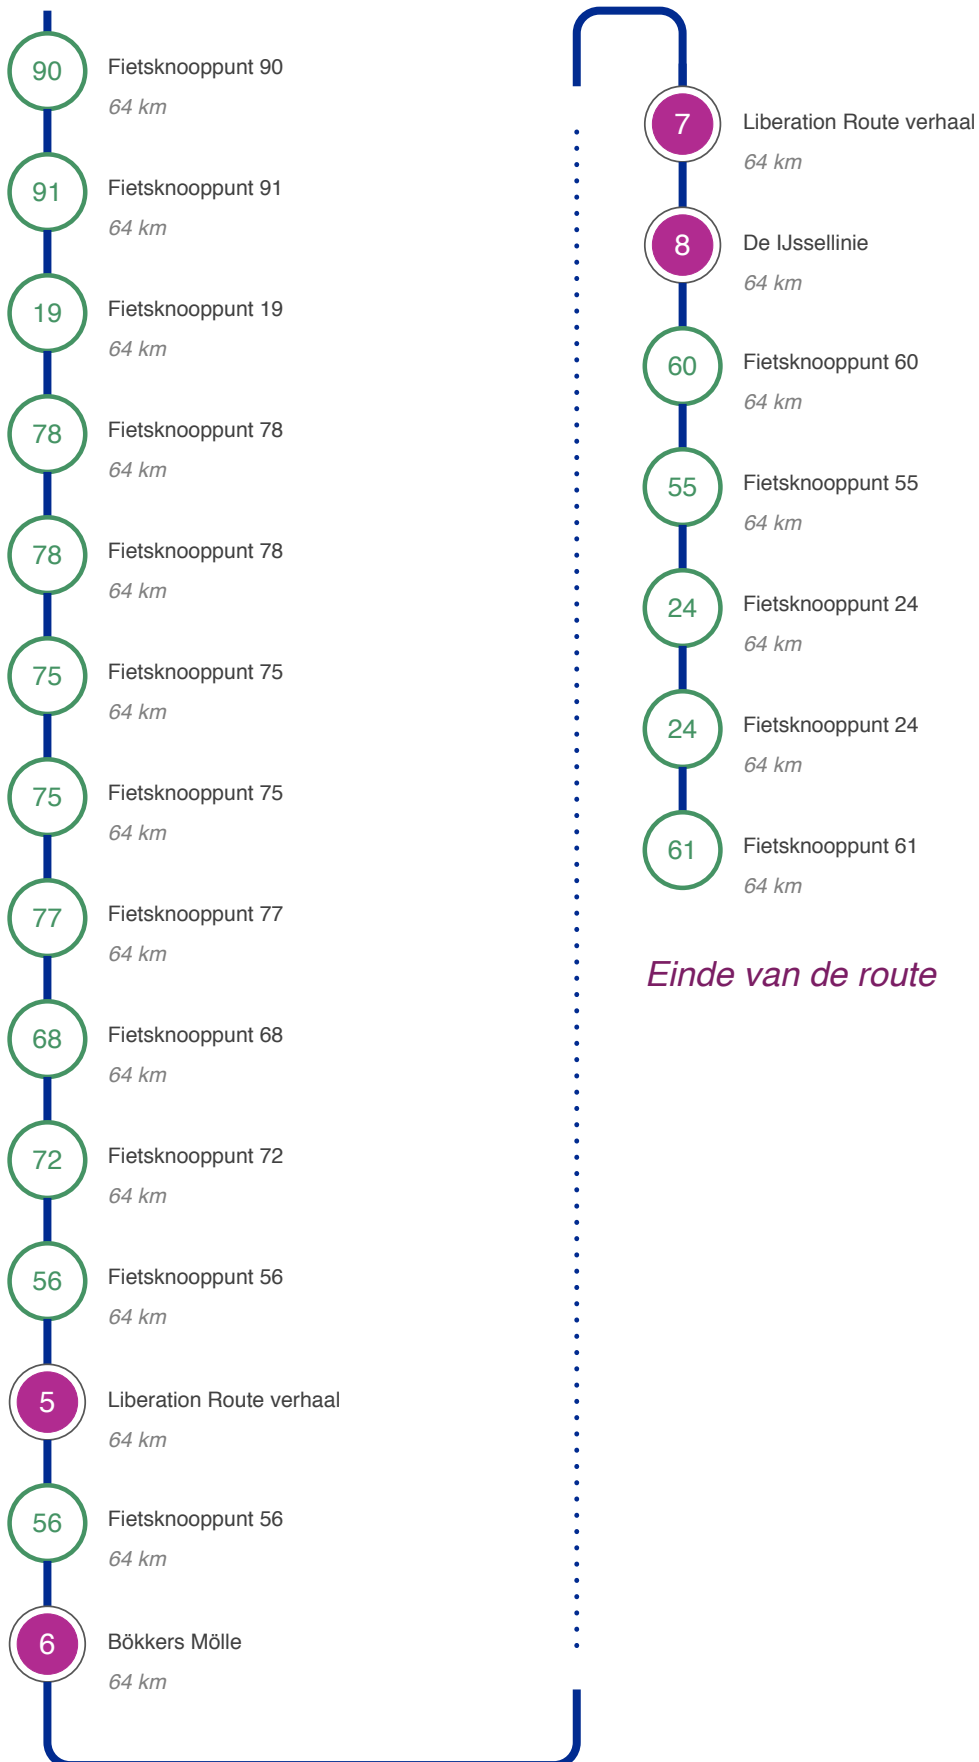 90
Fietsknooppunt 90
64 km
91
Fietsknooppunt 91
64 km
19
Fietsknooppunt 19
64 km
78
Fietsknooppunt 78
64 km
78
Fietsknooppunt 78
64 km
75
Fietsknooppunt 75
64 km
75
Fietsknooppunt 75
64 km
77
Fietsknooppunt 77
64 km
68
Fietsknooppunt 68
64 km
72
Fietsknooppunt 72
64 km
56
Fietsknooppunt 56
64 km
5
Liberation Route verhaal
64 km
56
Fietsknooppunt 56
64 km
6
Bökkers Mölle
64 km
7
Liberation Route verhaal
64 km
8
De IJssellinie
64 km
60
Fietsknooppunt 60
64 km
55
Fietsknooppunt 55
64 km
24
Fietsknooppunt 24
64 km
24
Fietsknooppunt 24
64 km
61
Fietsknooppunt 61
64 km
Einde van de route